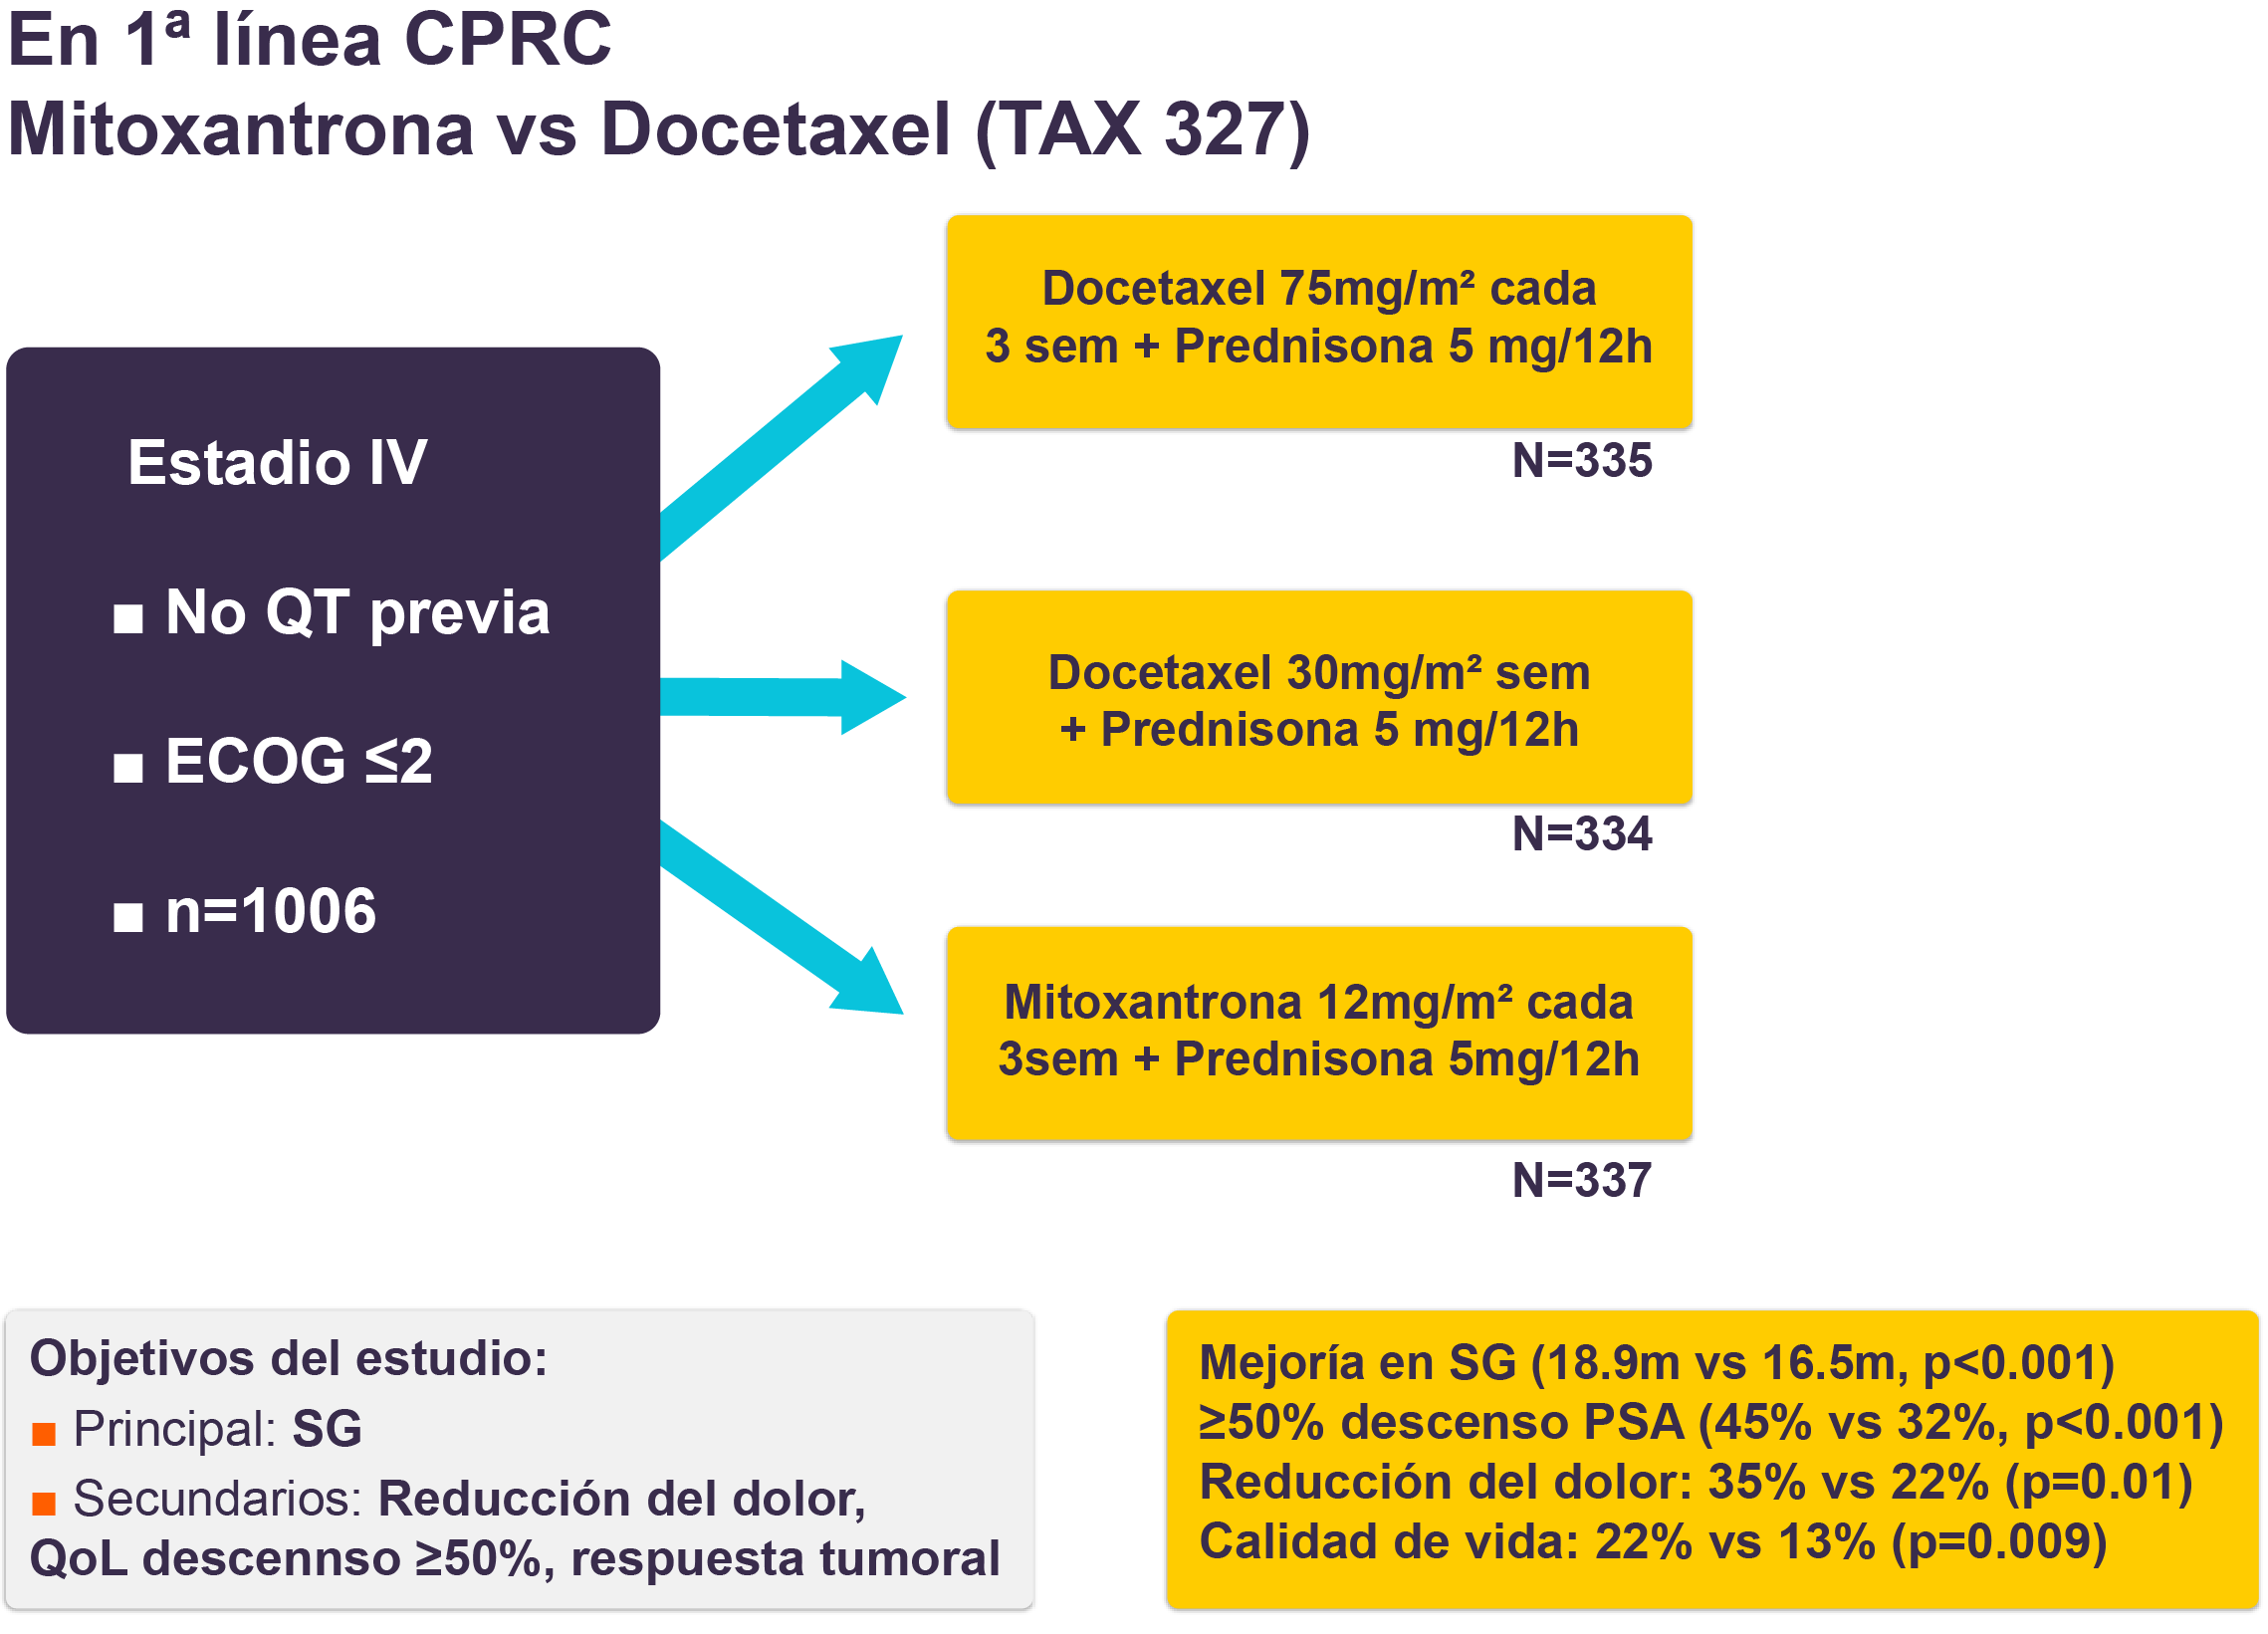 En 1ª línea CPRC
Mitoxantrona vs Docetaxel (TAX 327)
Estadio IV
■ No QT previa
■ ECOG ≤2
■ n=1006
Docetaxel 75mg/m² cada
3 sem + Prednisona 5 mg/12h
N=335
Docetaxel 30mg/m² sem
+ Prednisona 5 mg/12h
N=334
Mitoxantrona 12mg/m² cada
3sem + Prednisona 5mg/12h
N=337
Objetivos del estudio:
■ Principal: SG
■ Secundarios: Reducción del dolor,
QoL descennso ≥50%, respuesta tumoral
Mejoría en SG (18.9m vs 16.5m, p<0.001)
≥50% descenso PSA (45% vs 32%, p<0.001)
Reducción del dolor: 35% vs 22% (p=0.01)
Calidad de vida: 22% vs 13% (p=0.009)